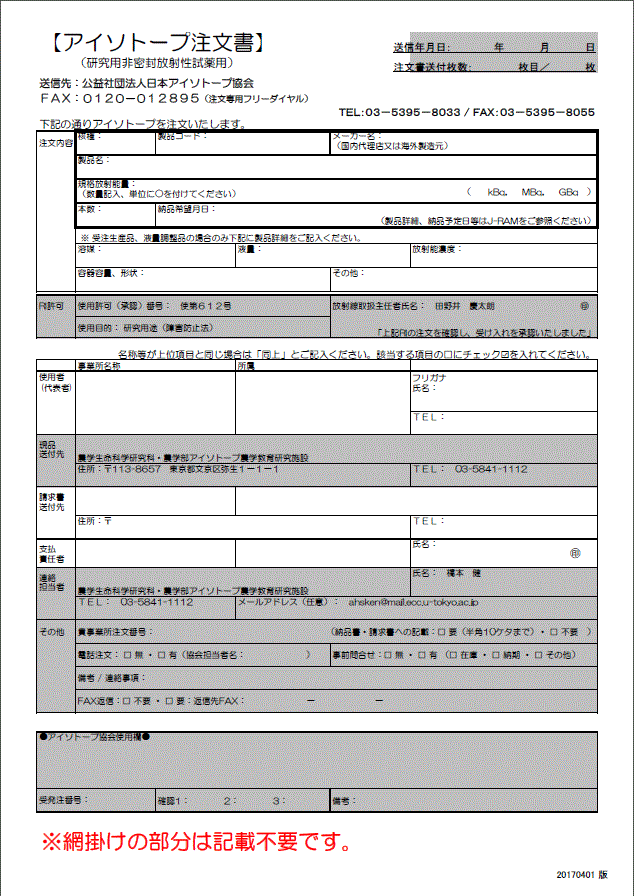 【アイソトープ注文書】
（研究用非密封放射性試薬用）
送信年月日：　年　月　日
注文書送付枚数：　枚目／　枚
送信先：公益社団法人日本アイソトープ協会
FAX：0120-012895（注文専用フリーダイヤル）
TEL：03-5395-8033 / FAX：03-5395-8055
下記の通りアイソトープを注文いたします。
注文内容
核種：
製品コード：
メーカー名：
（国内代理店又は海外製造元）
製品名：
規格放射能量：
（数量記入、単位に○を付けてください）
（　kBq,　MBq,　GBq　）
本数：
納品希望月日：
（製品詳細、納品予定日等はJ-RAMをご参照ください）
※ 受注生産品、液量調整品の場合のみ下記に製品詳細をご記入ください。
溶媒：
液量：
放射能濃度：
容器容量、形状：
その他：
RI許可
使用許可（承認）番号：　使第612号
放射線取扱主任者氏名：　田野井　慶太朗　㊞
使用目的：研究用途（障害防止法）
「上記RIの注文を確認し、受け入れを承認いたしました」
名称等が上位項目と同じ場合は「同上」とご記入ください。該当する項目の□にチェック☑を入れてください。
事業所名称
所属
使用者
（代表者）
フリガナ
氏名：
TEL：
現品
送付先
農学生命科学研究科・農学部アイソトープ農学教育研究施設
住所：〒113-8657　東京都文京区弥生1-1-1
TEL：　03-5841-1112
請求書
送付先
住所：〒
TEL：
支払
責任者
氏名：
㊞
連絡
担当者
農学生命科学研究科・農学部アイソトープ農学教育研究施設
氏名：　橋本　健
TEL：　03-5841-1112
メールアドレス（任意）：　ahsken@mail.ecc.u-tokyo.ac.jp
その他
貴事業所注文番号：
（納品書・請求書への記載：□ 要（半角10ケタまで）・□ 不要　）
電話注文：□ 無 ・□ 有（協会担当者名：　）
事前問合せ：□ 無 ・□ 有　（□ 在庫 ・□ 納期 ・□ その他）
備考 / 連絡事項：
FAX返信：□ 不要 ・□ 要：返信先FAX：　－　－
●アイソトープ協会使用欄●
受発注番号：
確認1：　2：　3：
備考：
※網掛けの部分は記載不要です。
20170401 版